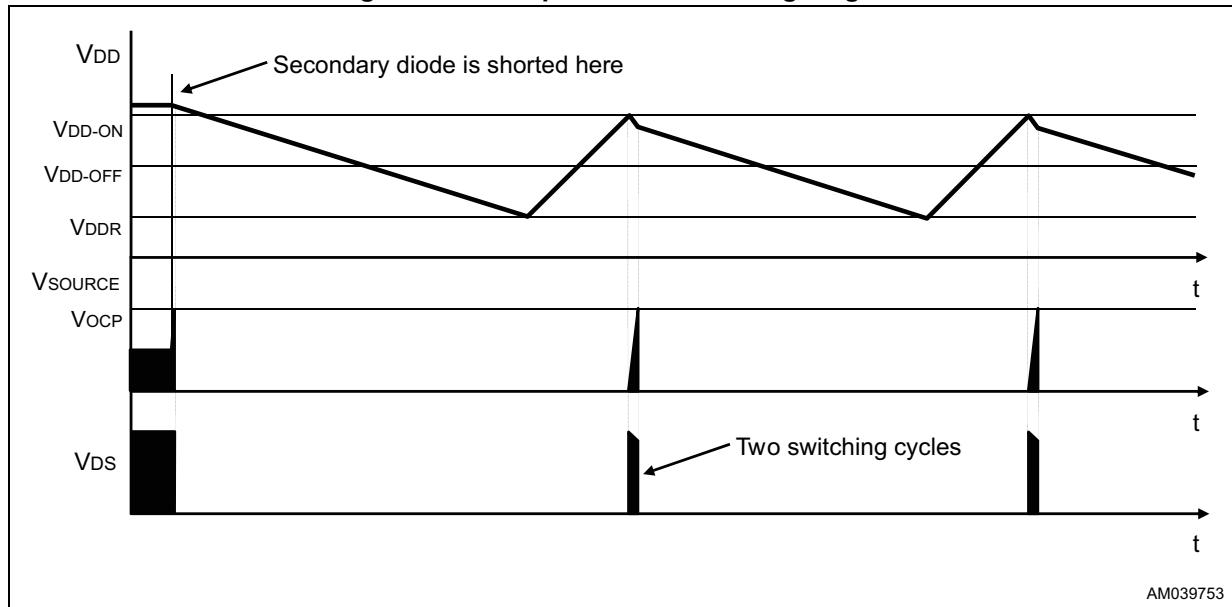 VDD
Secondary diode is shorted here
VDD-ON
VDD-OFF
VDDR
VSOURCE
t
VOCP
t
VDS
Two switching cycles
t
AM039753